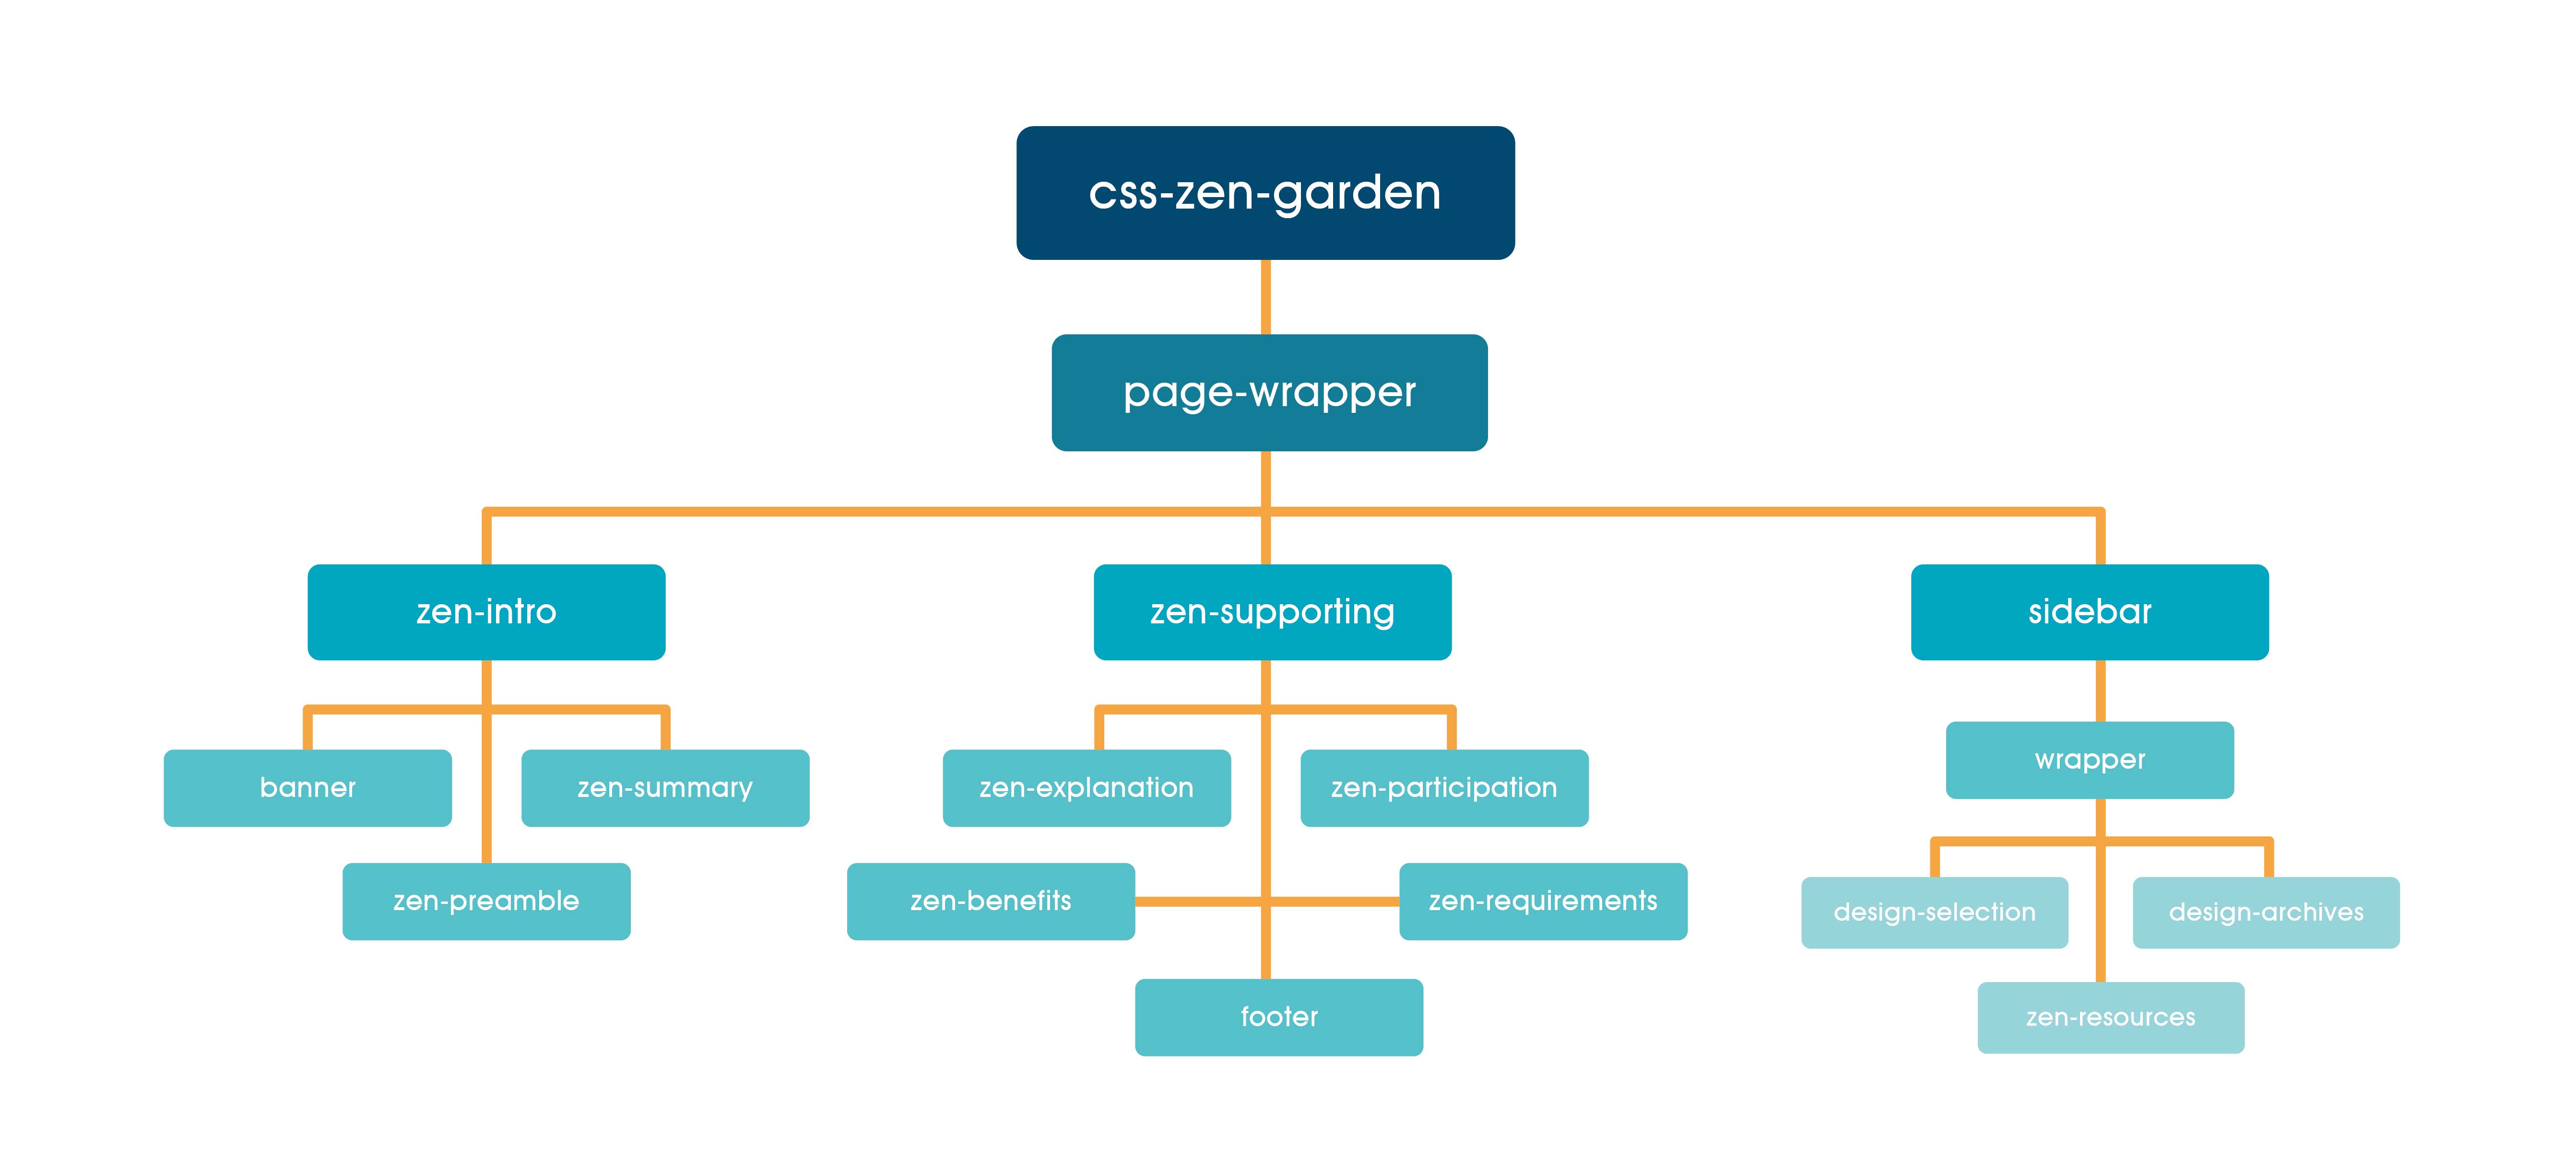 css-zen-garden
page-wrapper
zen-intro
zen-supporting
sidebar
banner
zen-summary
zen-preamble
zen-explanation
zen-participation
zen-benefits
zen-requirements
footer
wrapper
design-selection
design-archives
zen-resources